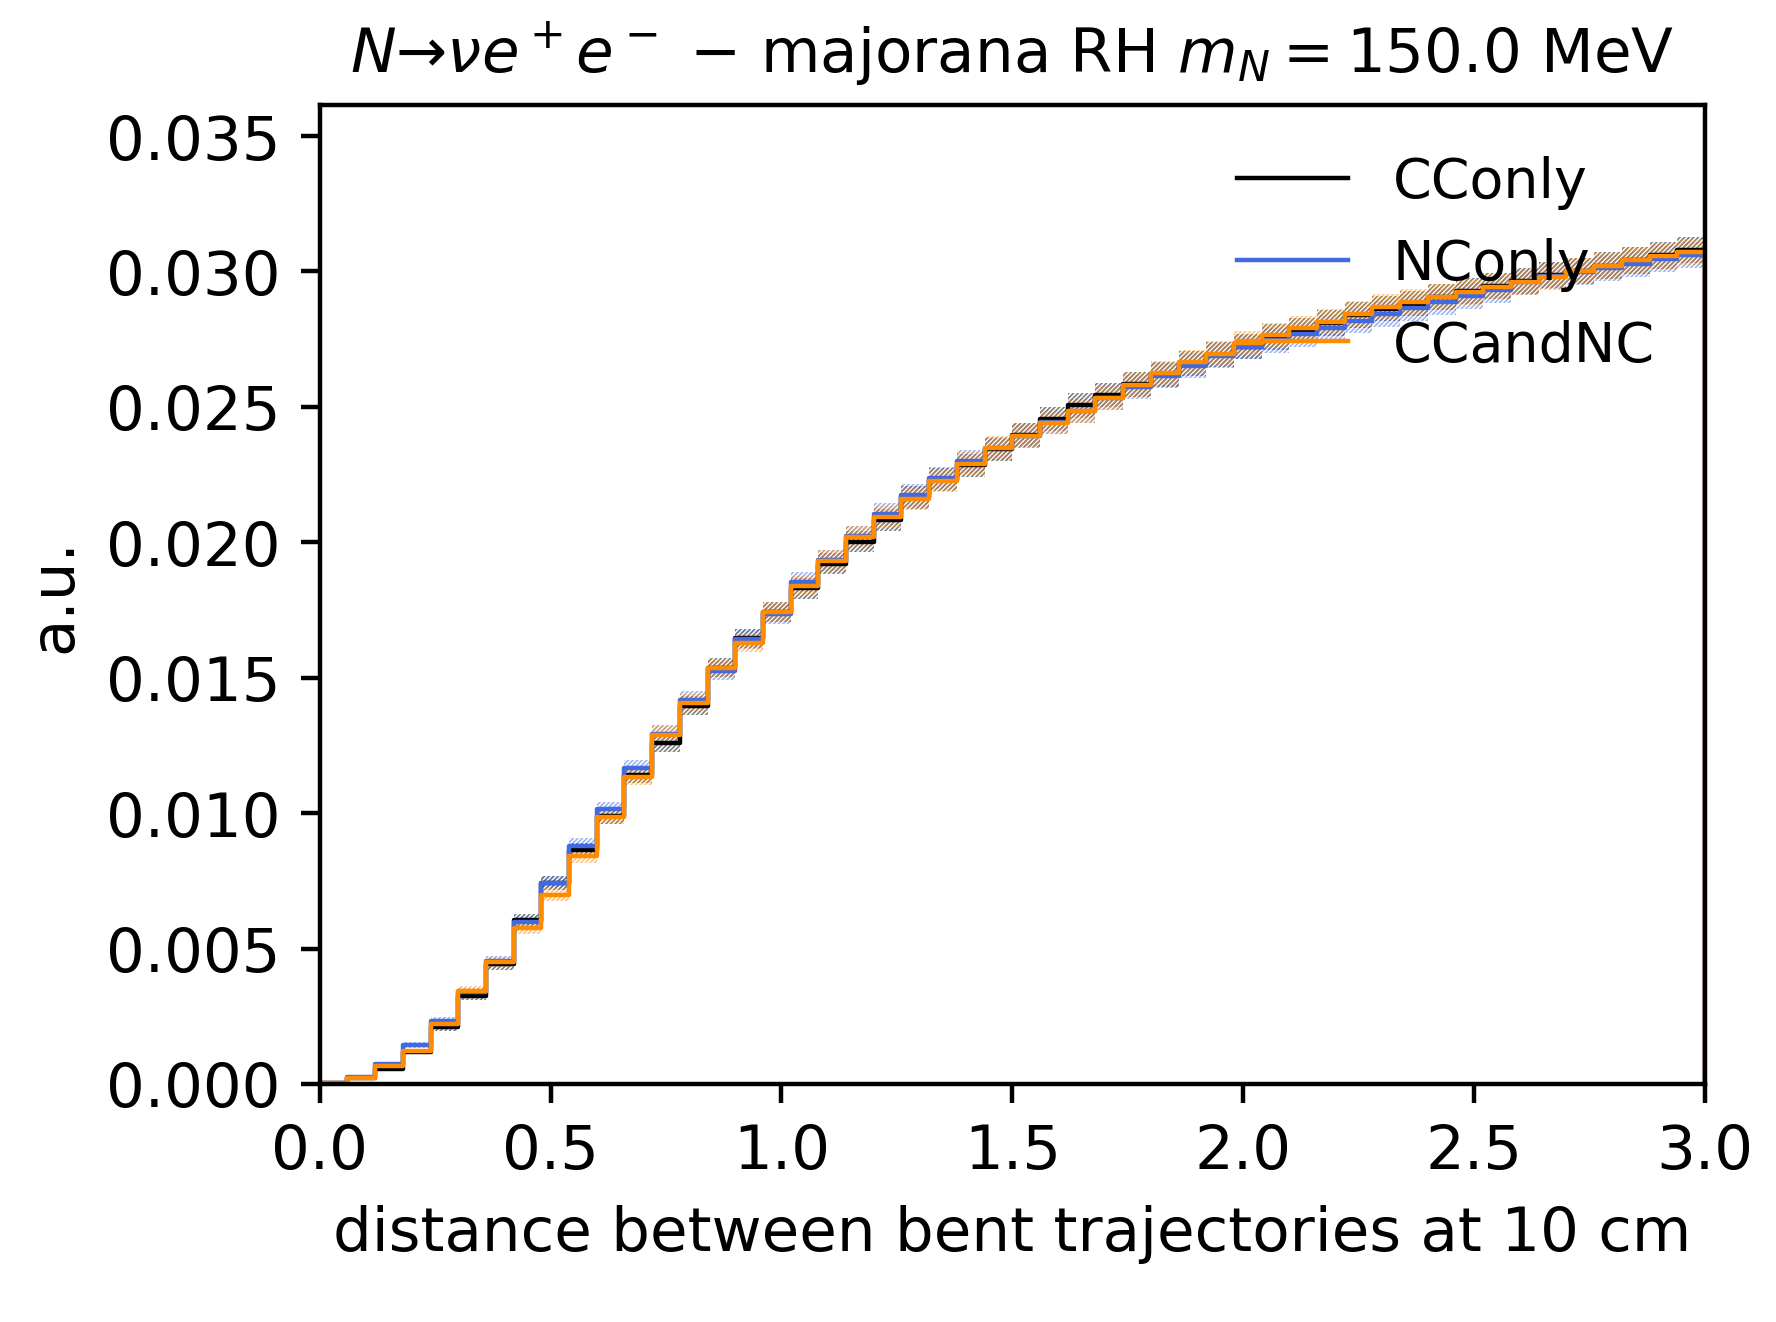 N→νe⁺e⁻ − majorana RH m_N = 150.0 MeV
0.035
0.030
0.025
0.020
0.015
0.010
0.005
0.000
a.u.
CConly
NConly
CCandNC
0.0 0.5 1.0 1.5 2.0 2.5 3.0
distance between bent trajectories at 10 cm